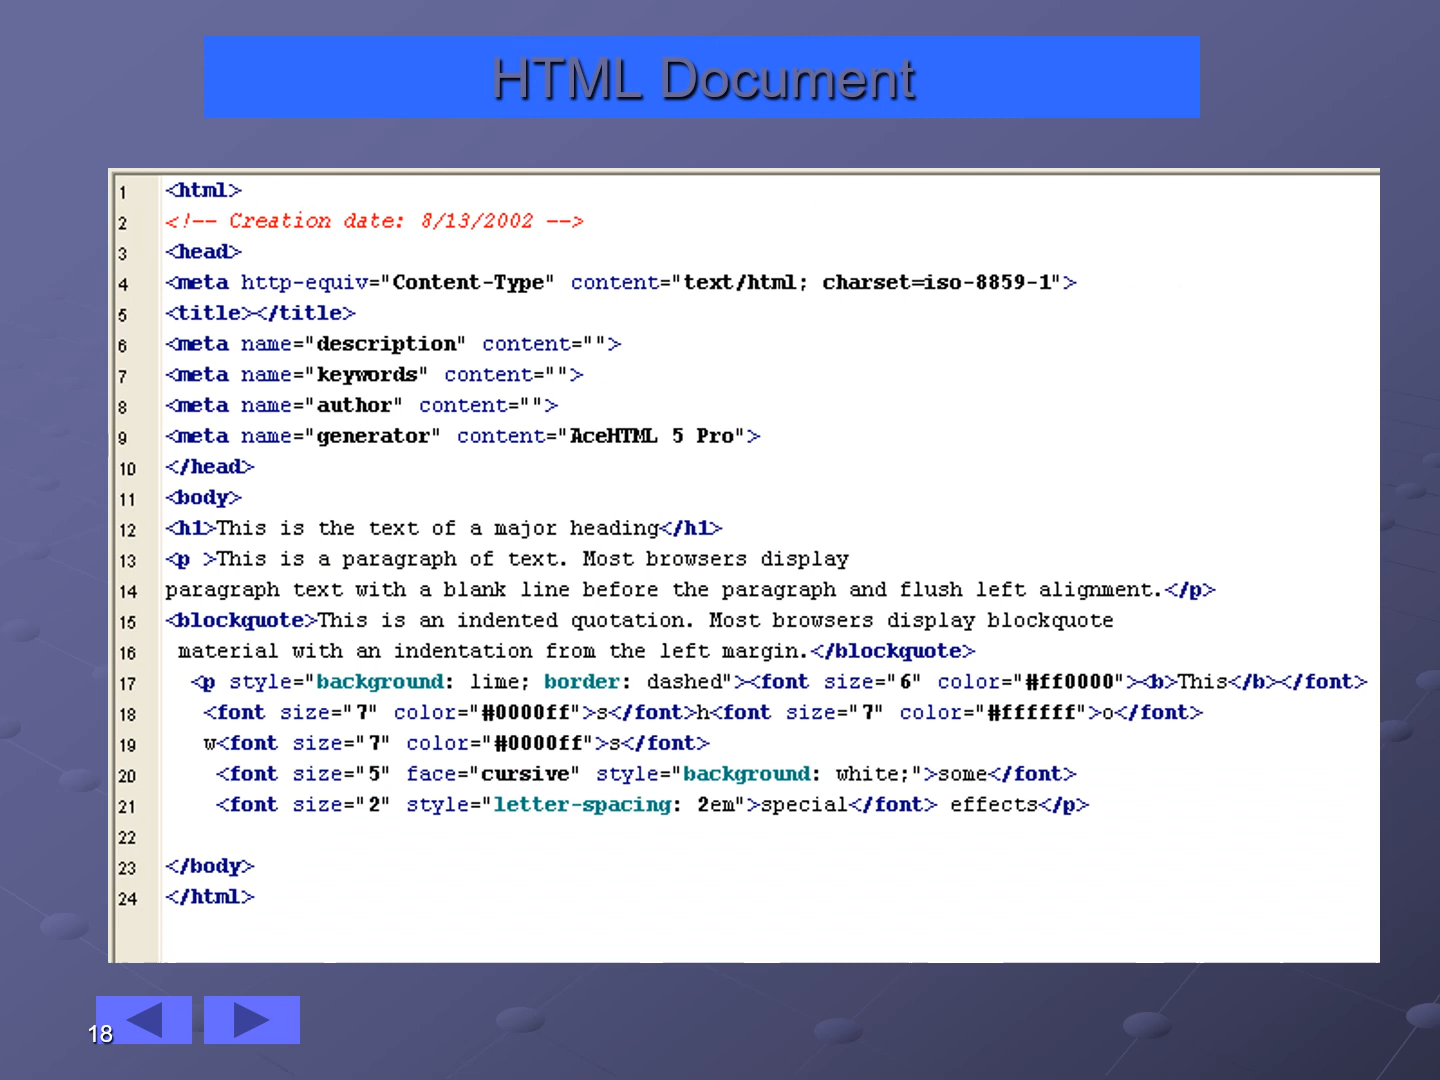 HTML Document
1 <html>
2 <!-- Creation date: 8/13/2002 -->
3 <head>
4 <meta http-equiv="Content-Type" content="text/html; charset=iso-8859-1">
5 <title></title>
6 <meta name="description" content="">
7 <meta name="keywords" content="">
8 <meta name="author" content="">
9 <meta name="generator" content="AceHTML 5 Pro">
10 </head>
11 <body>
12 <h1>This is the text of a major heading</h1>
13 <p >This is a paragraph of text. Most browsers display
14 paragraph text with a blank line before the paragraph and flush left alignment.</p>
15 <blockquote>This is an indented quotation. Most browsers display blockquote
16 material with an indentation from the left margin.</blockquote>
17 <p style="background: lime; border: dashed"><font size="6" color="#ff0000"><b>This</b></font>
18 <font size="7" color="#0000ff">s</font>h<font size="7" color="#ffffff">o</font>
19 w<font size="7" color="#0000ff">s</font>
20 <font size="5" face="cursive" style="background: white;">some</font>
21 <font size="2" style="letter-spacing: 2em">special</font> effects</p>
22
23 </body>
24 </html>
18